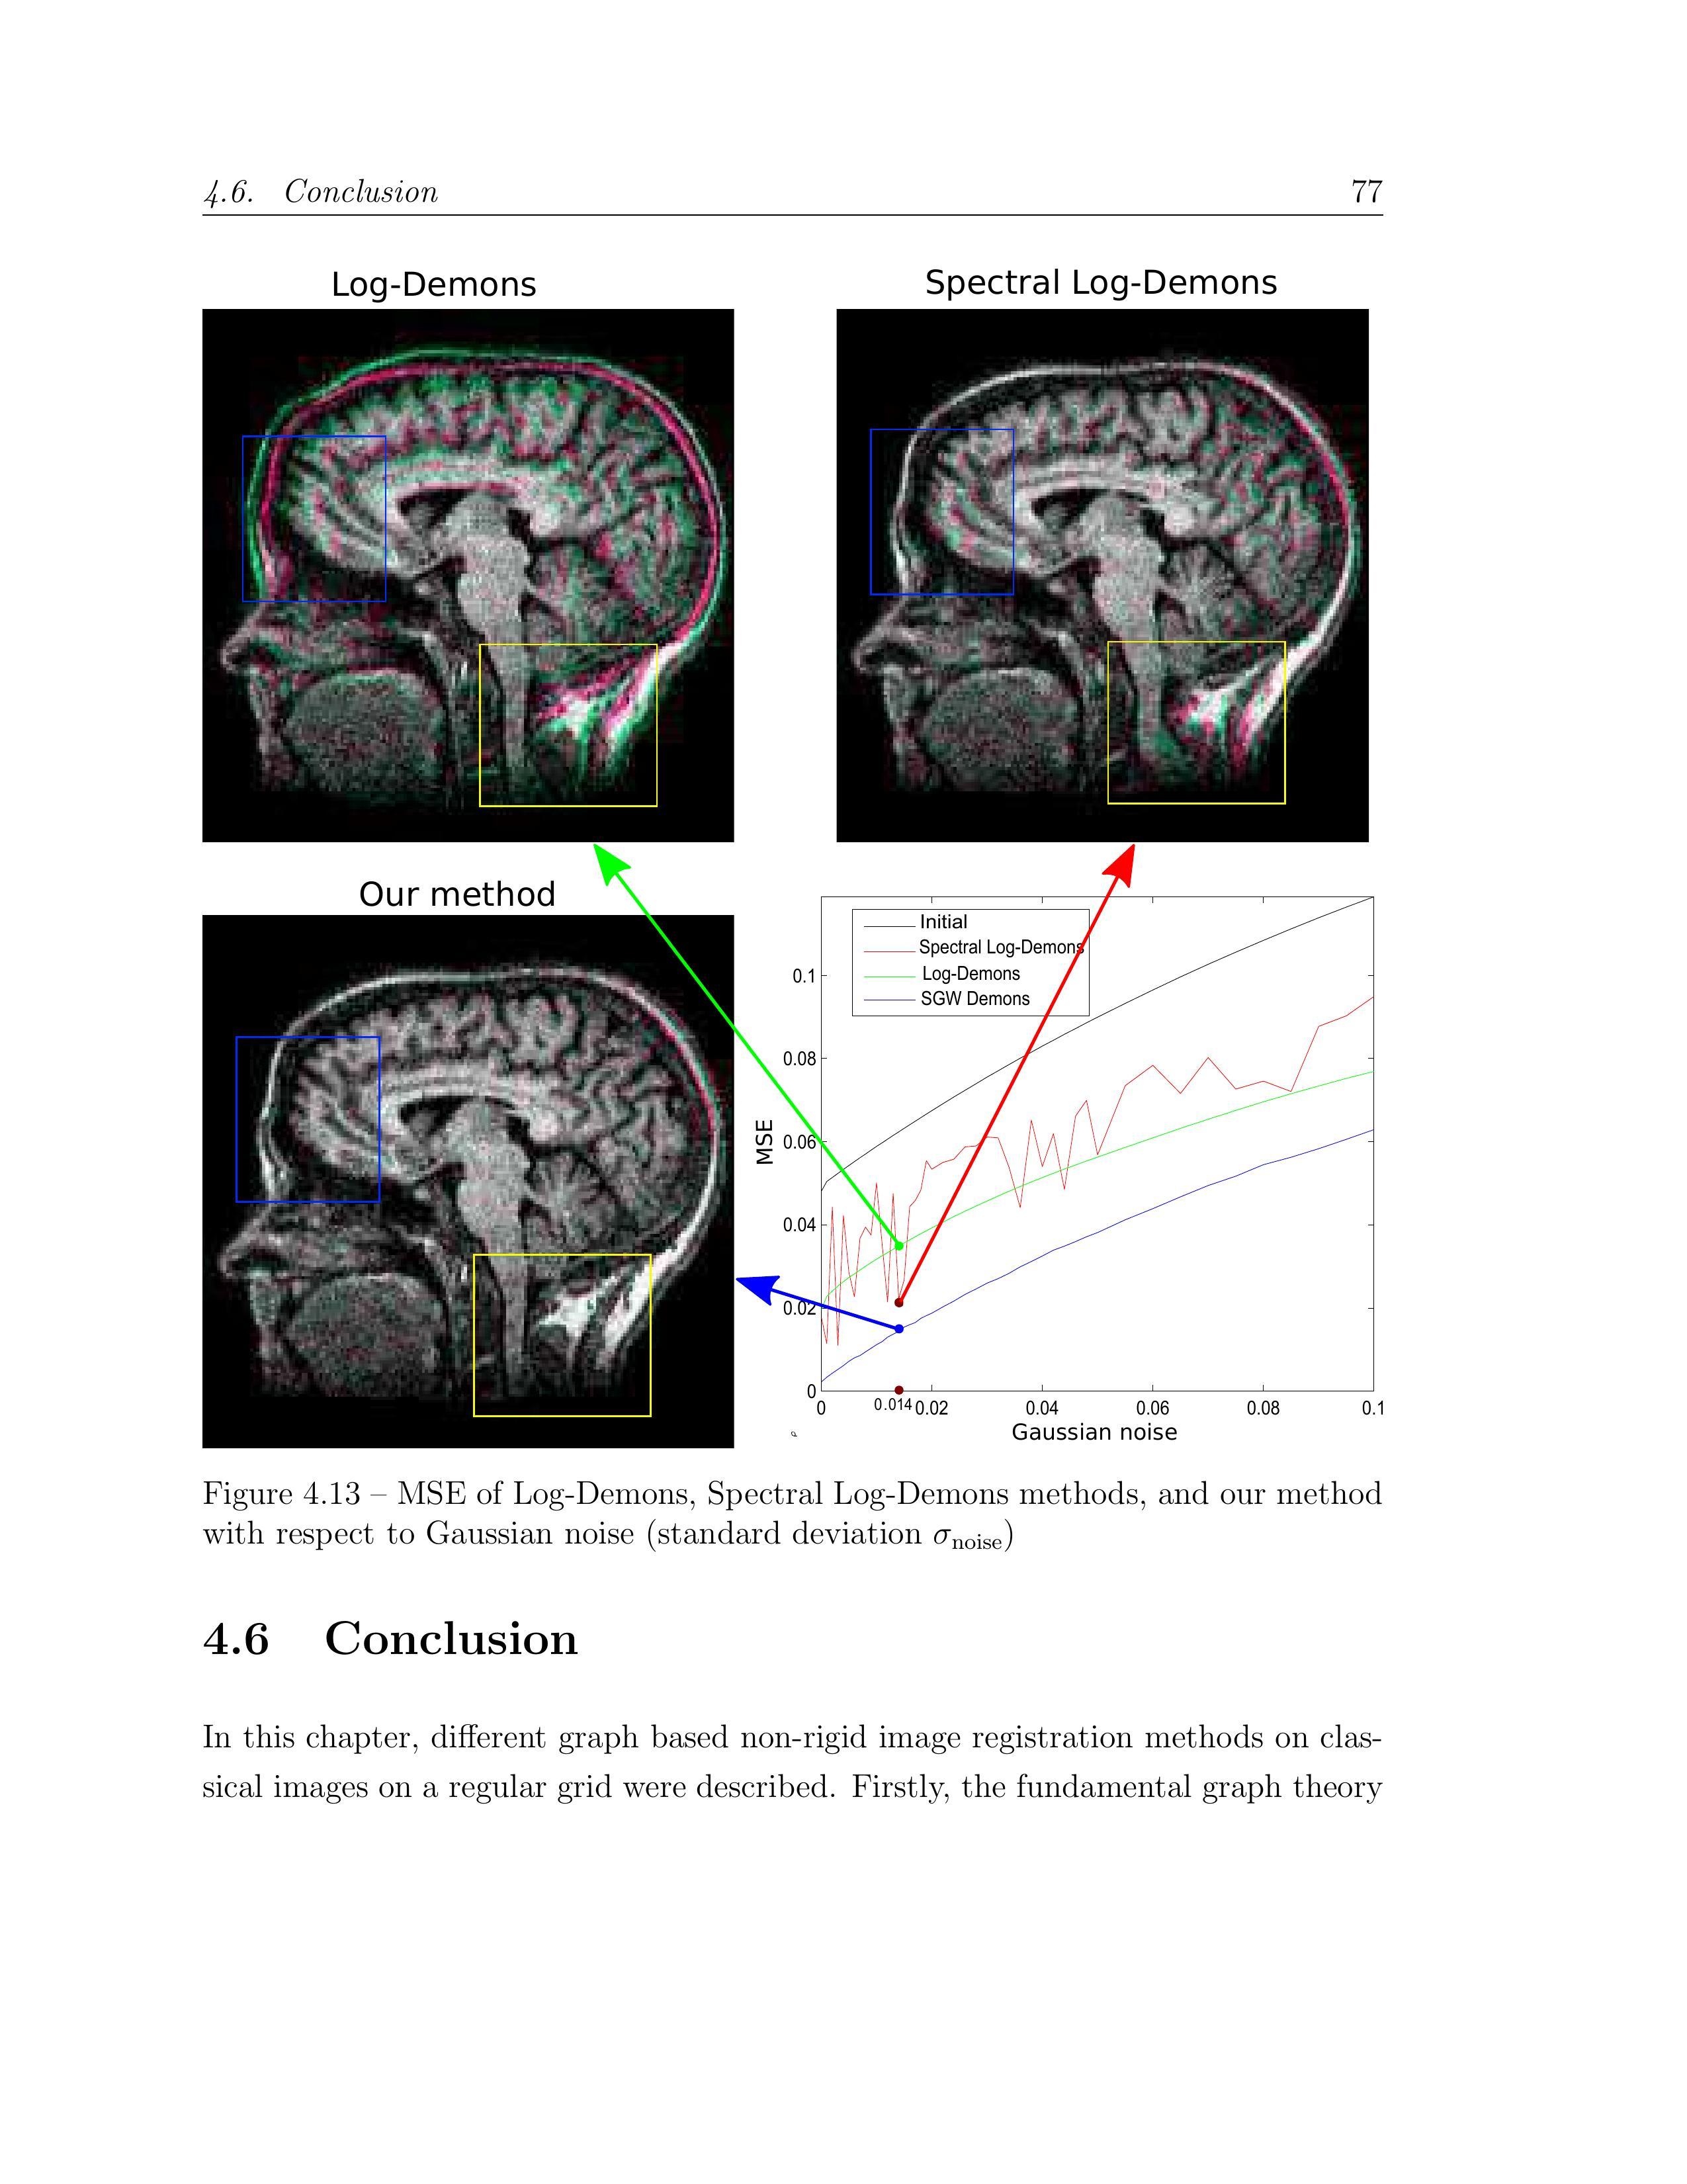 4.6. Conclusion 77
Log-Demons
Spectral Log-Demons
Our method
Initial
Spectral Log-Demons
Log-Demons
SGW Demons
MSE
0.1
0.08
0.06
0.04
0.02
0
0 0.014 0.02 0.04 0.06 0.08 0.1
Gaussian noise
Figure 4.13 – MSE of Log-Demons, Spectral Log-Demons methods, and our method
with respect to Gaussian noise (standard deviation σnoise)
4.6 Conclusion
In this chapter, different graph based non-rigid image registration methods on clas-
sical images on a regular grid were described. Firstly, the fundamental graph theory